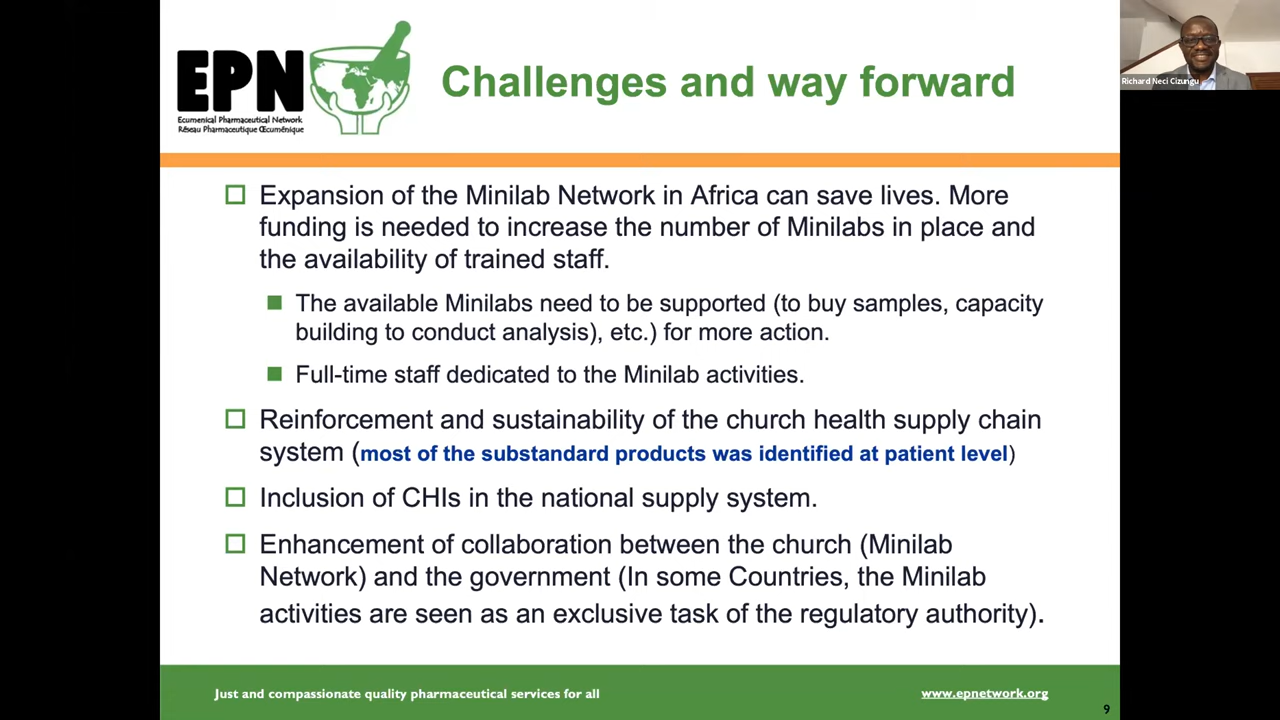 EPN
Ecumenical Pharmaceutical Network
Réseau Pharmaceutique Œcuménique
Challenges and way forward
Richard Neci Cizungu
Expansion of the Minilab Network in Africa can save lives. More
funding is needed to increase the number of Minilabs in place and
the availability of trained staff.
The available Minilabs need to be supported (to buy samples, capacity
building to conduct analysis), etc.) for more action.
Full-time staff dedicated to the Minilab activities.
Reinforcement and sustainability of the church health supply chain
system (most of the substandard products was identified at patient level)
Inclusion of CHIs in the national supply system.
Enhancement of collaboration between the church (Minilab
Network) and the government (In some Countries, the Minilab
activities are seen as an exclusive task of the regulatory authority).
Just and compassionate quality pharmaceutical services for all
www.epnetwork.org
9